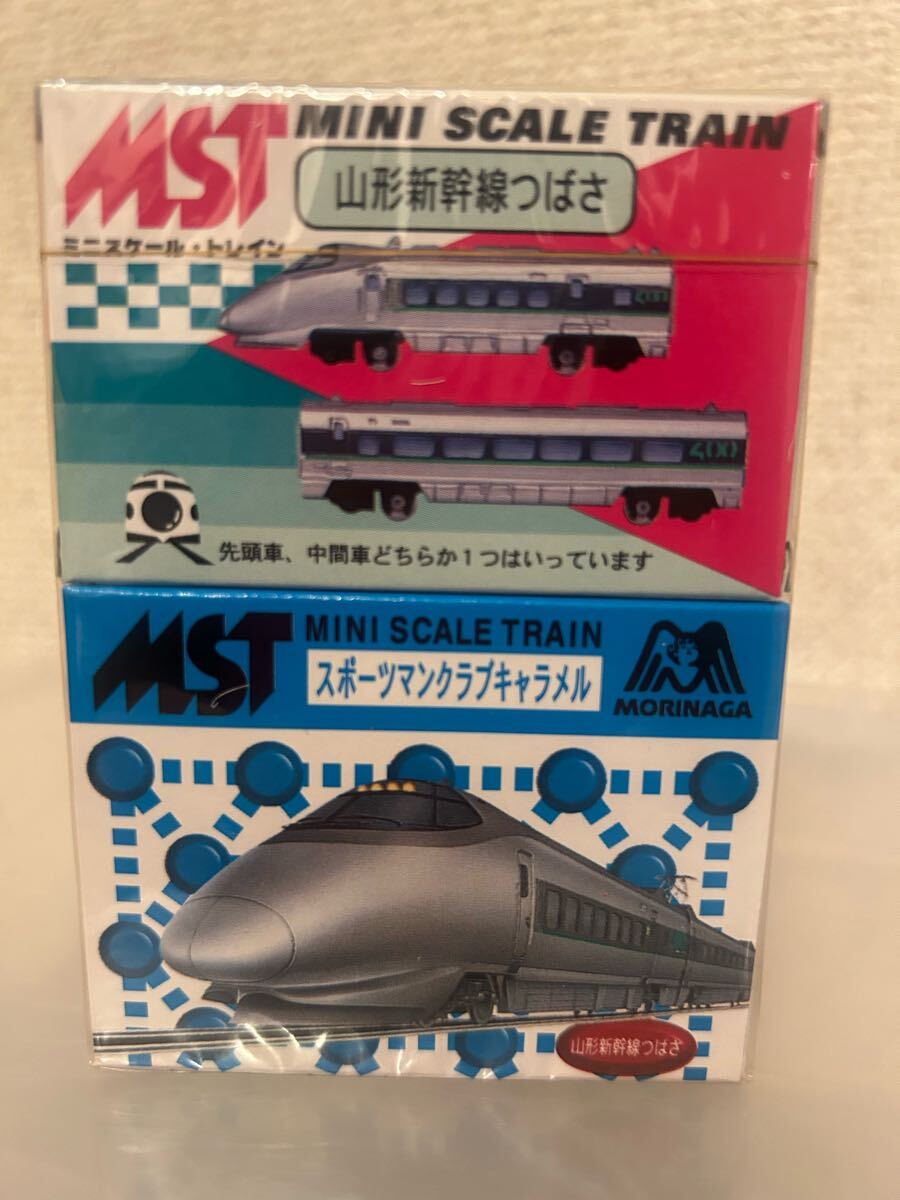 MST MINI SCALE TRAIN
山形新幹線つばさ
ミニスケール・トレイン
先頭車、中間車どちらか1つはいっています
MST MINI SCALE TRAIN
スポーツマンクラブキャラメル
MORINAGA
山形新幹線つばさ